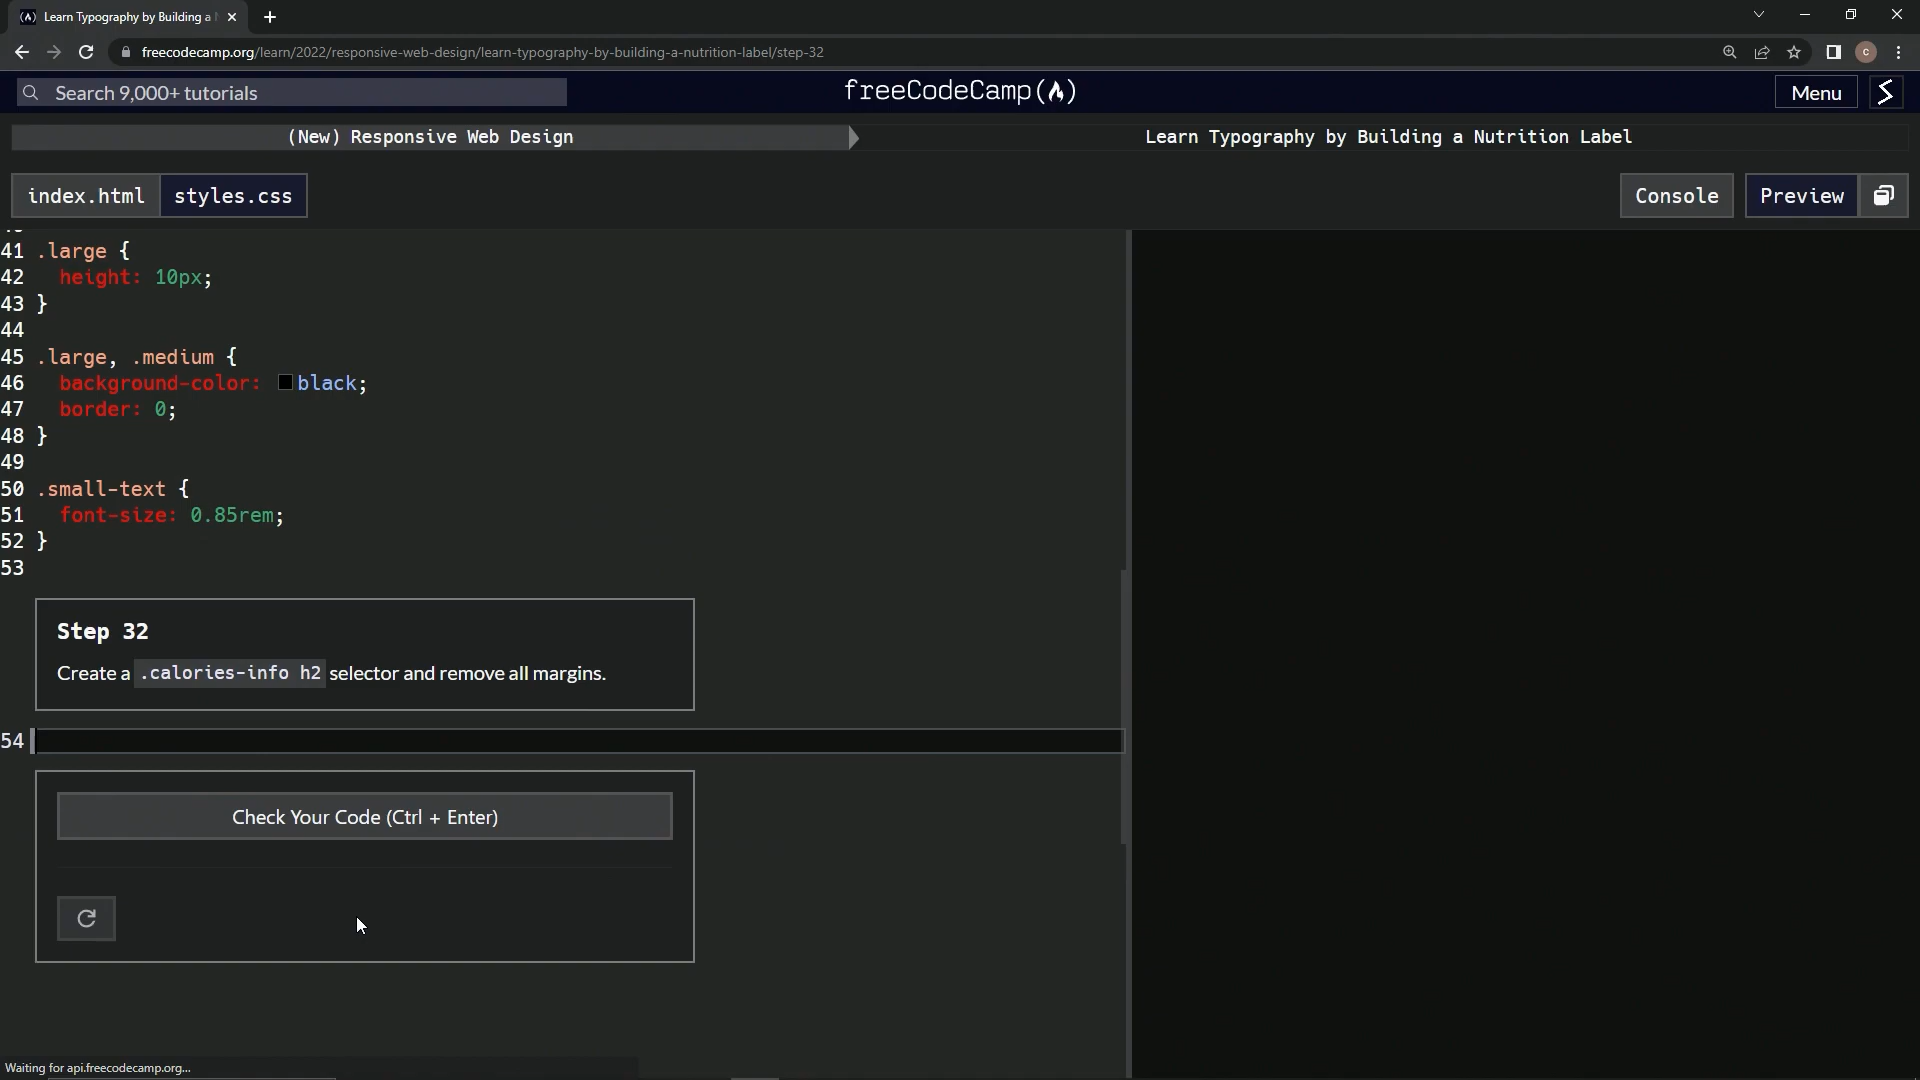 Learn Typography by Building a
freecodecamp.org/learn/2022/responsive-web-design/learn-typography-by-building-a-nutrition-label/step-32
C
Search 9,000+ tutorials
freeCodeCamp
Menu
(New) Responsive Web Design
Learn Typography by Building a Nutrition Label
index.html
styles.css
Console
Preview
41 .large {
42 height: 10px;
43 }
44
45 .large, .medium {
46 background-color: black;
47 border: 0;
48 }
49
50 .small-text {
51 font-size: 0.85rem;
52 }
53
Step 32
Create a .calories-info h2 selector and remove all margins.
54
Check Your Code (Ctrl + Enter)
Waiting for api.freecodecamp.org...